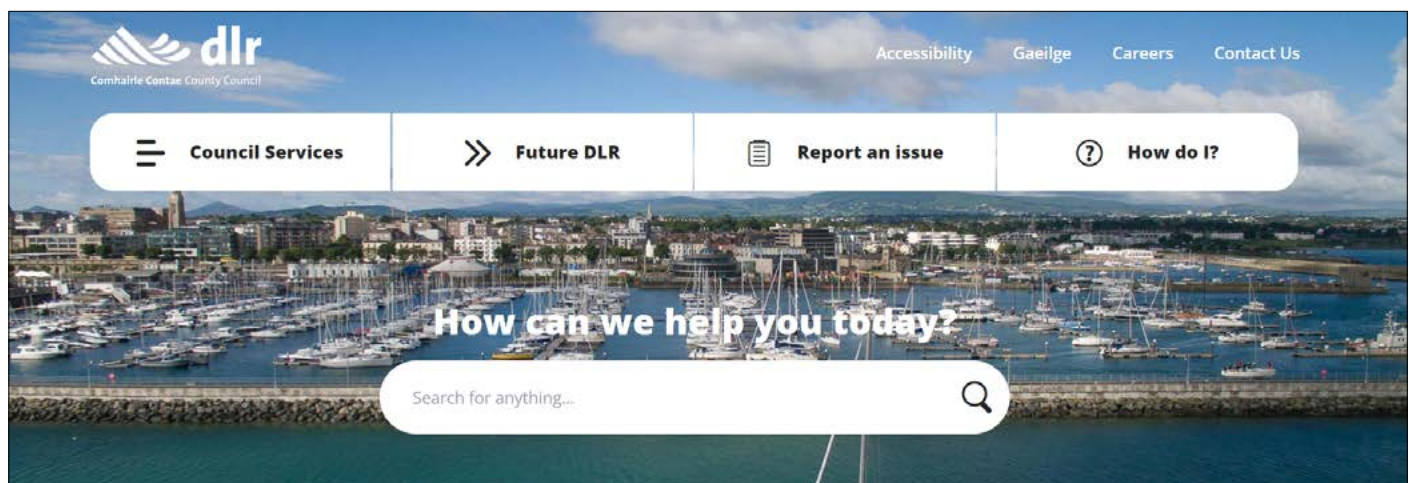 dlr
Comhairle Contae County Council
Accessibility Gaeilge Careers Contact Us
Council Services Future DLR Report an issue How do I?
How can we help you today?
Search for anything...